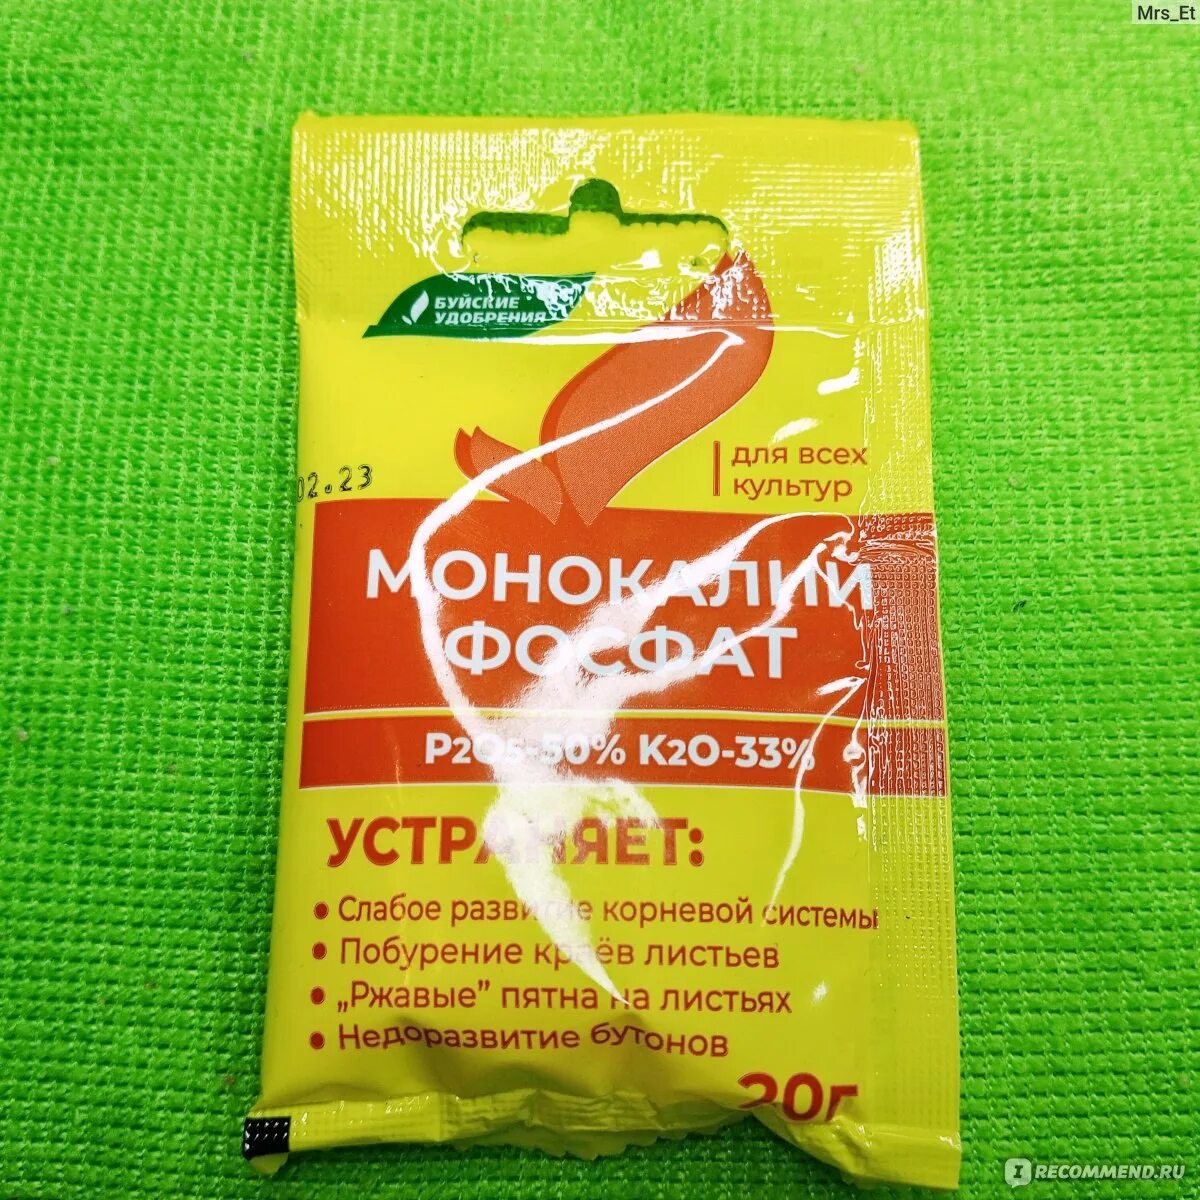 Mrs_Et
БУЙСКИЕ
УДОБРЕНИЯ
для всех
культур
02.23
МОНОКАЛИЙ
ФОСФАТ
P2O5-50% K2O-33%
УСТРАНЯЕТ:
• Слабое развитие корневой системы
• Побурение краёв листьев
• „Ржавые” пятна на листьях
• Недоразвитие бутонов
20г
IRECOMMEND.RU